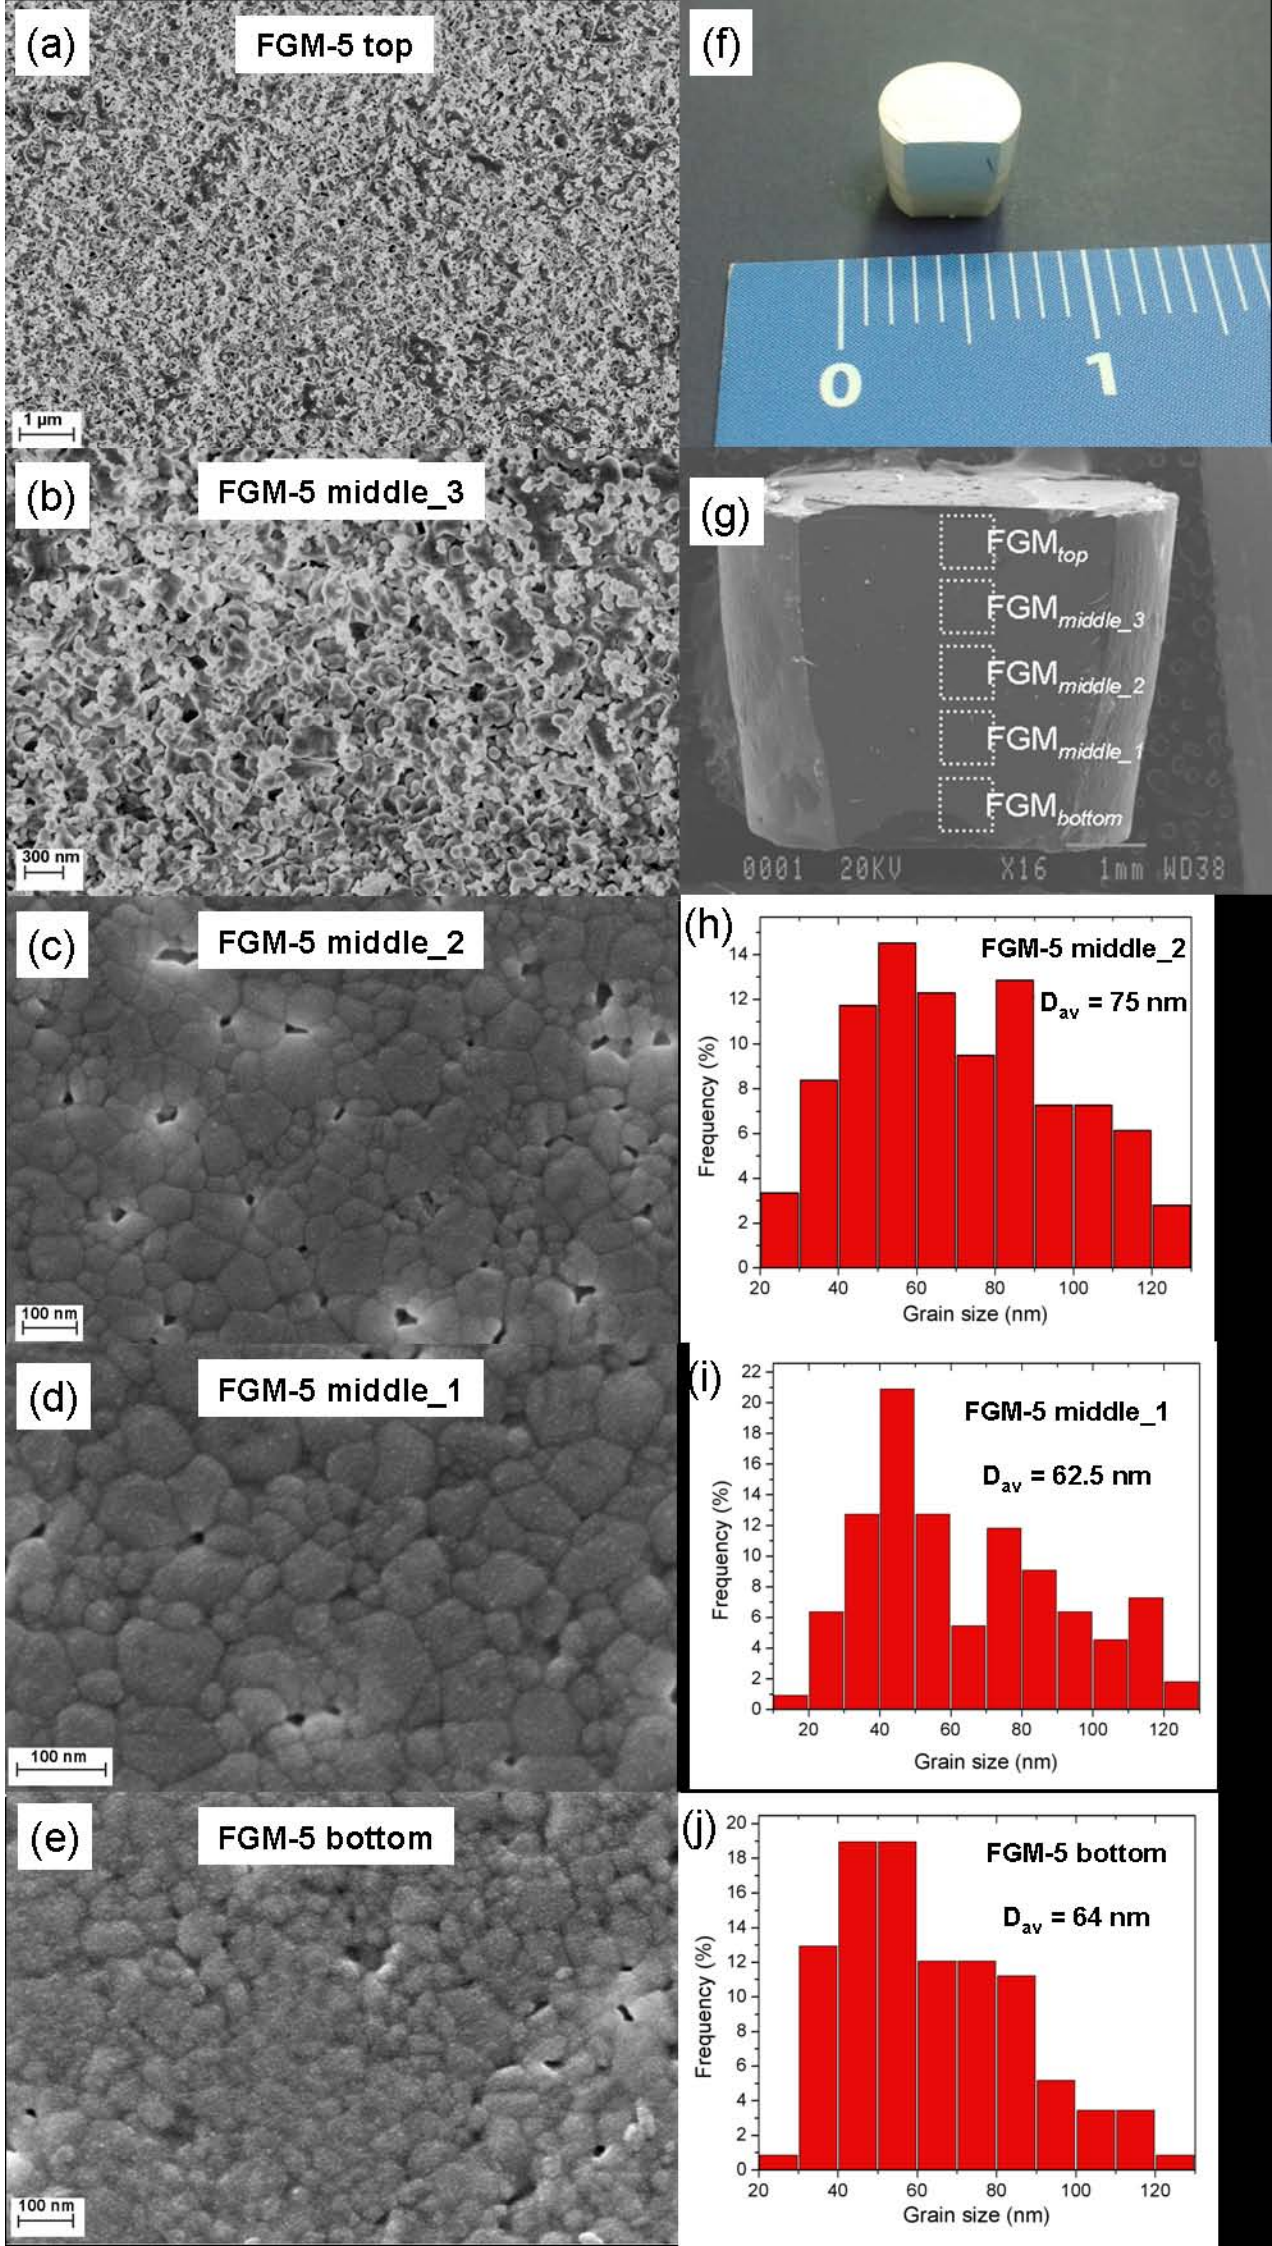 (a)
FGM-5 top
1 µm
(b)
FGM-5 middle_3
300 nm
(c)
FGM-5 middle_2
100 nm
(d)
FGM-5 middle_1
100 nm
(e)
FGM-5 bottom
100 nm
(f)
0 1
(g)
FGMtop
FGMmiddle_3
FGMmiddle_2
FGMmiddle_1
FGMbottom
0001 20KV X16 1mm WD38
(h)
FGM-5 middle_2
Dav = 75 nm
Frequency (%)
14
12
10
8
6
4
2
0
20 40 60 80 100 120
Grain size (nm)
(i)
FGM-5 middle_1
Dav = 62.5 nm
Frequency (%)
22
20
18
16
14
12
10
8
6
4
2
0
20 40 60 80 100 120
Grain size (nm)
(j)
FGM-5 bottom
Dav = 64 nm
Frequency (%)
20
18
16
14
12
10
8
6
4
2
0
20 40 60 80 100 120
Grain size (nm)